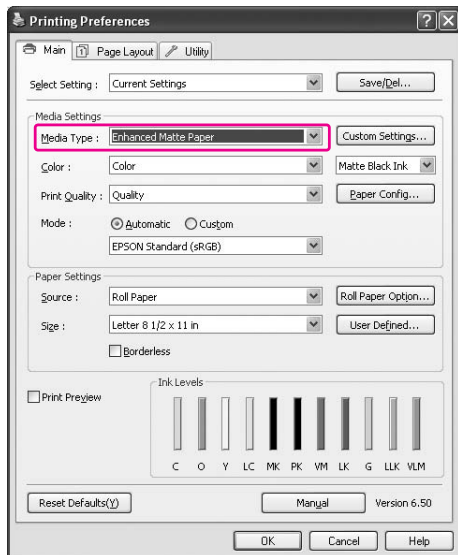 Printing Preferences
Main Page Layout Utility
Select Setting : Current Settings Save/Del...
Media Settings
Media Type : Enhanced Matte Paper Custom Settings...
Color : Color Matte Black Ink
Print Quality : Quality Paper Config...
Mode : Automatic Custom
EPSON Standard (sRGB)
Paper Settings
Source : Roll Paper Roll Paper Option...
Size : Letter 8 1/2 x 11 in User Defined...
Borderless
Print Preview Ink Levels
C O Y LC MK PK VM LK G LLK VLM
Reset Defaults(Y) Manual Version 6.50
OK Cancel Help